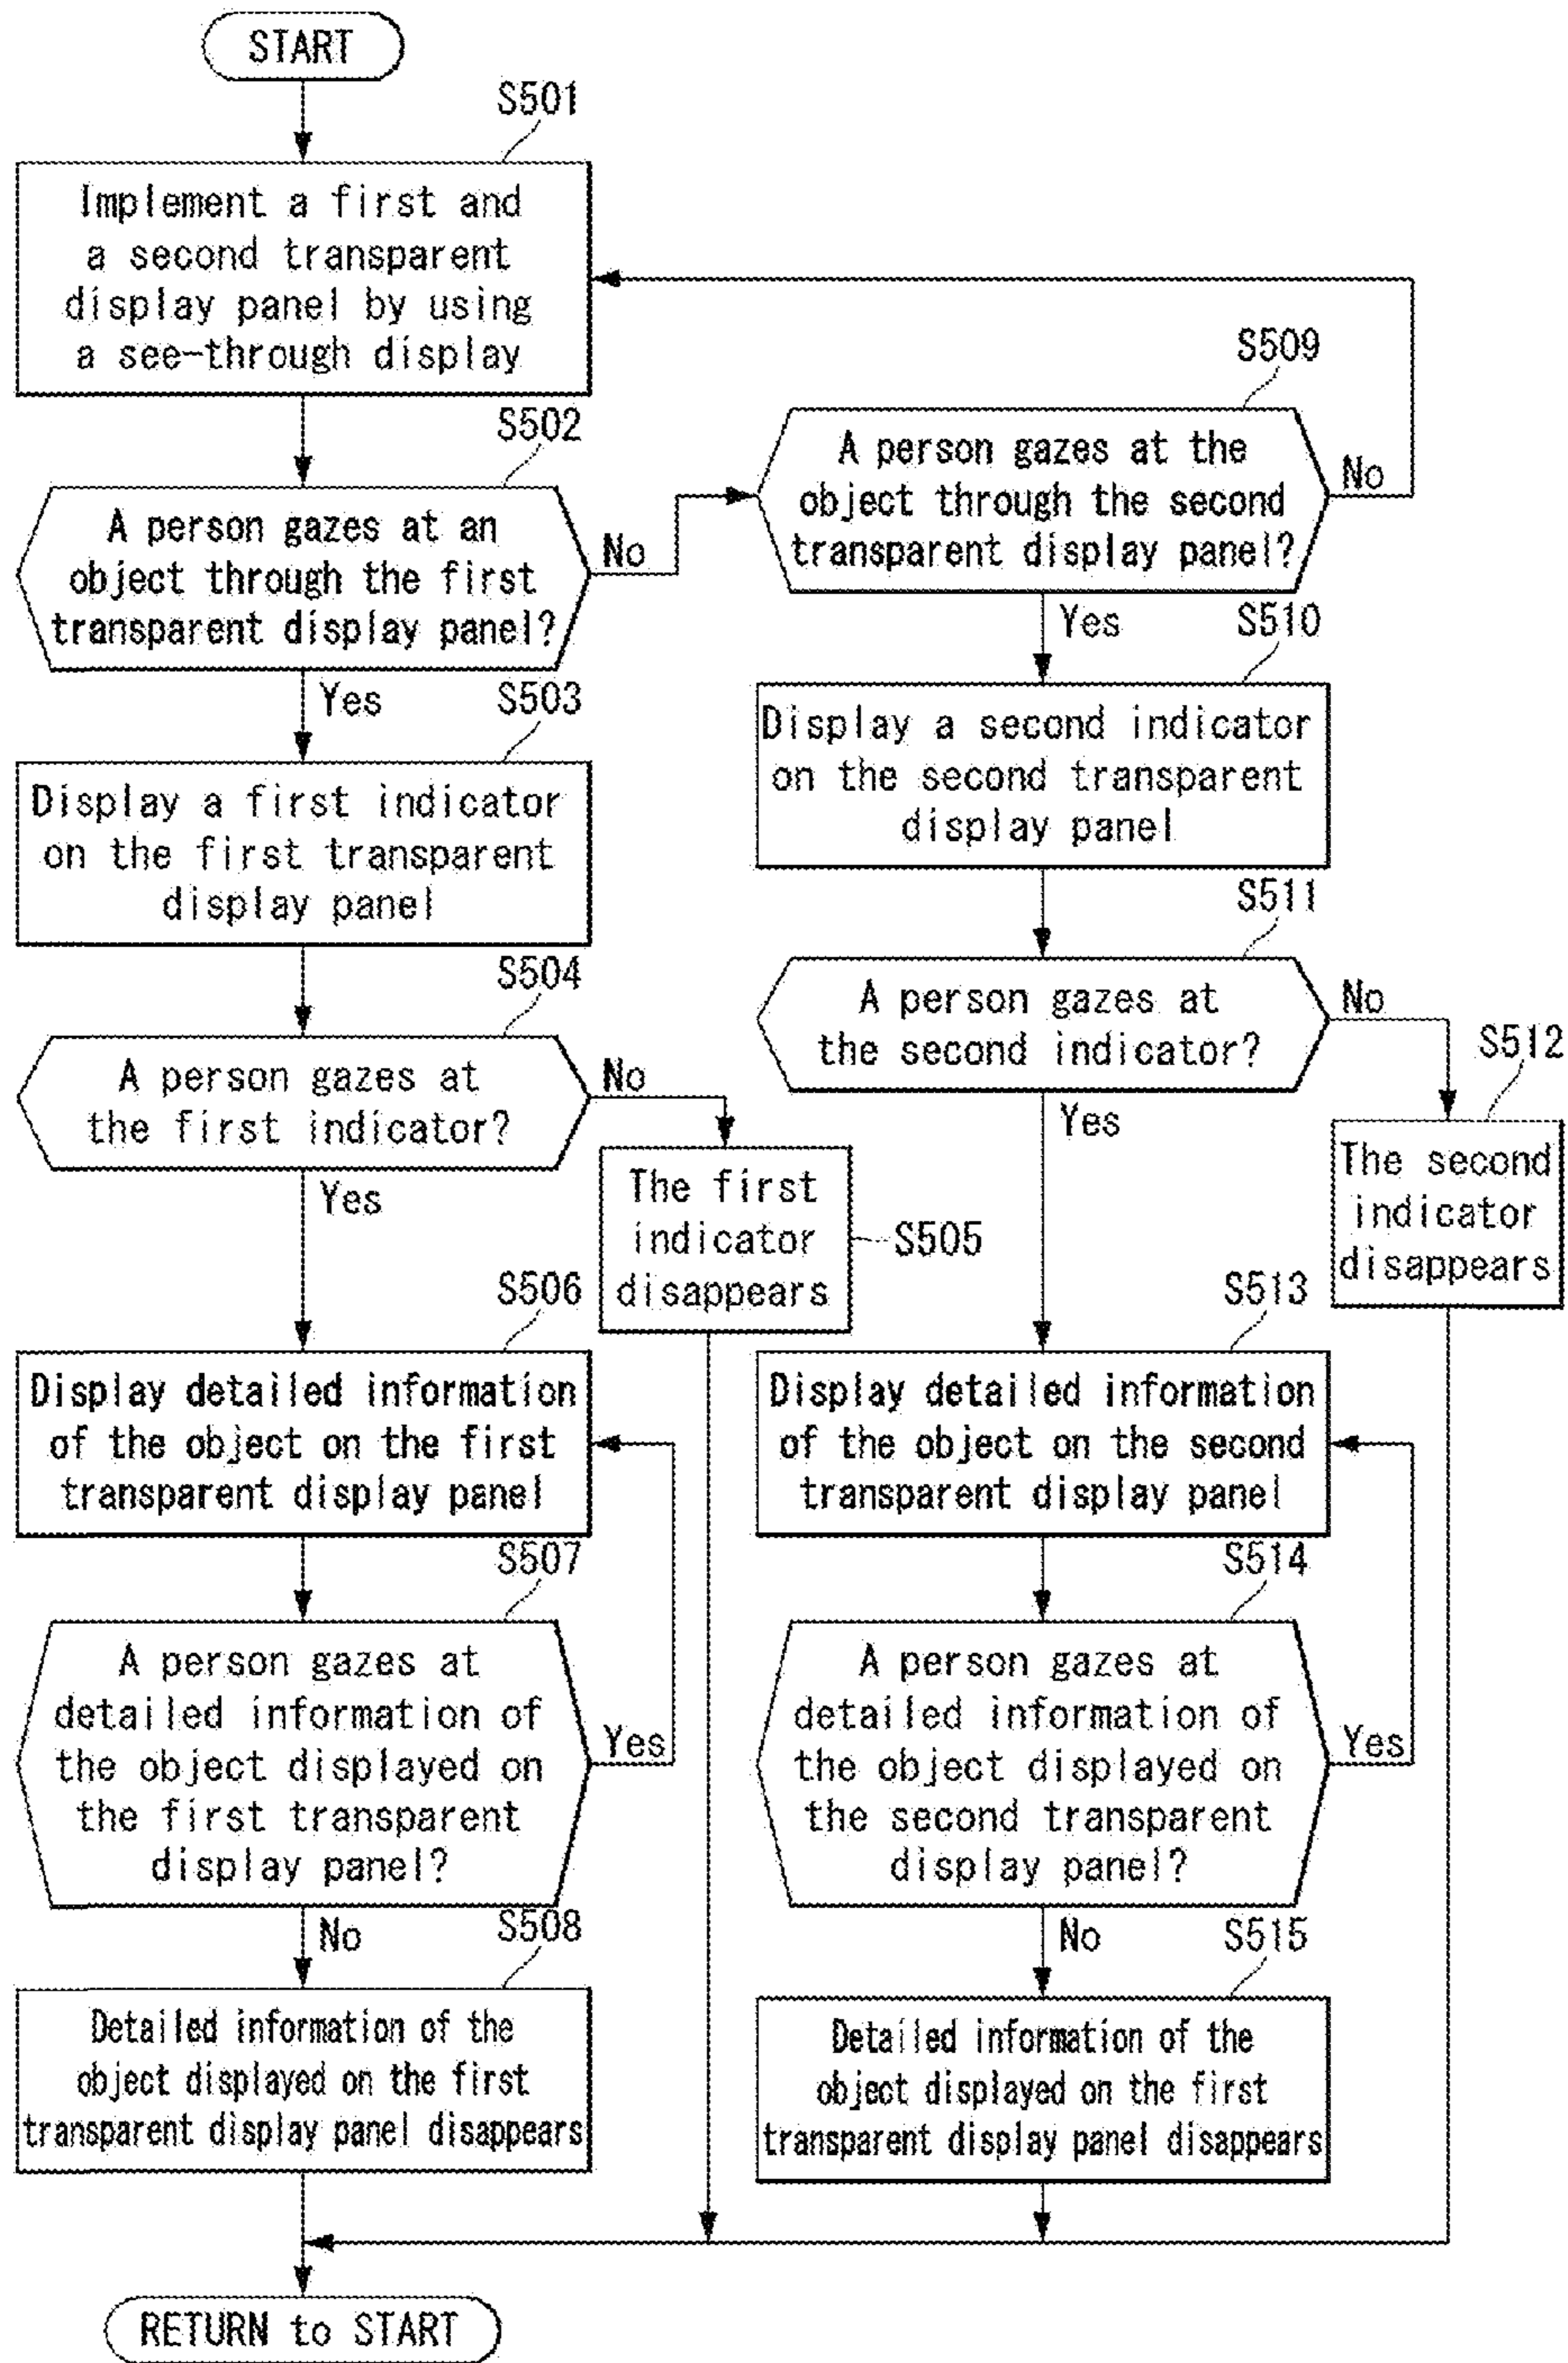 START
S501
Implement a first and
a second transparent
display panel by using
a see-through display
S502
A person gazes at an
object through the first
transparent display panel?
No
Yes
S503
Display a first indicator
on the first transparent
display panel
S504
A person gazes at
the first indicator?
No
Yes
The first
indicator
disappears
S505
S506
Display detailed information
of the object on the first
transparent display panel
S507
A person gazes at
detailed information of
the object displayed on
the first transparent
display panel?
Yes
No
S508
Detailed information of the
object displayed on the first
transparent display panel disappears
S509
A person gazes at the
object through the second
transparent display panel?
No
Yes
S510
Display a second indicator
on the second transparent
display panel
S511
A person gazes at
the second indicator?
No
Yes
S512
The second
indicator
disappears
S513
Display detailed information
of the object on the second
transparent display panel
S514
A person gazes at
detailed information of
the object displayed on
the second transparent
display panel?
Yes
No
S515
Detailed information of the
object displayed on the first
transparent display panel disappears
RETURN to START